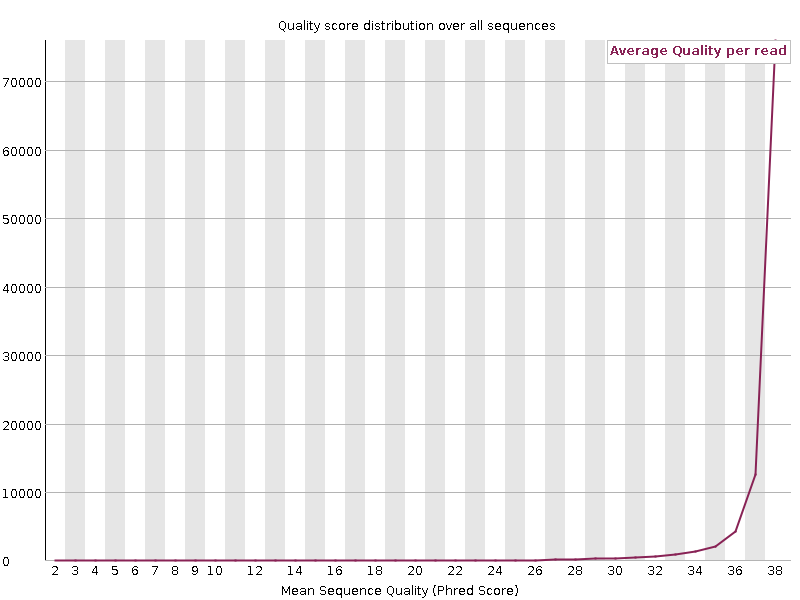 Quality score distribution over all sequences
Average Quality per read
70000
60000
50000
40000
30000
20000
10000
0
2 3 4 5 6 7 8 9 10 12 14 16 18 20 22 24 26 28 30 32 34 36 38
Mean Sequence Quality (Phred Score)